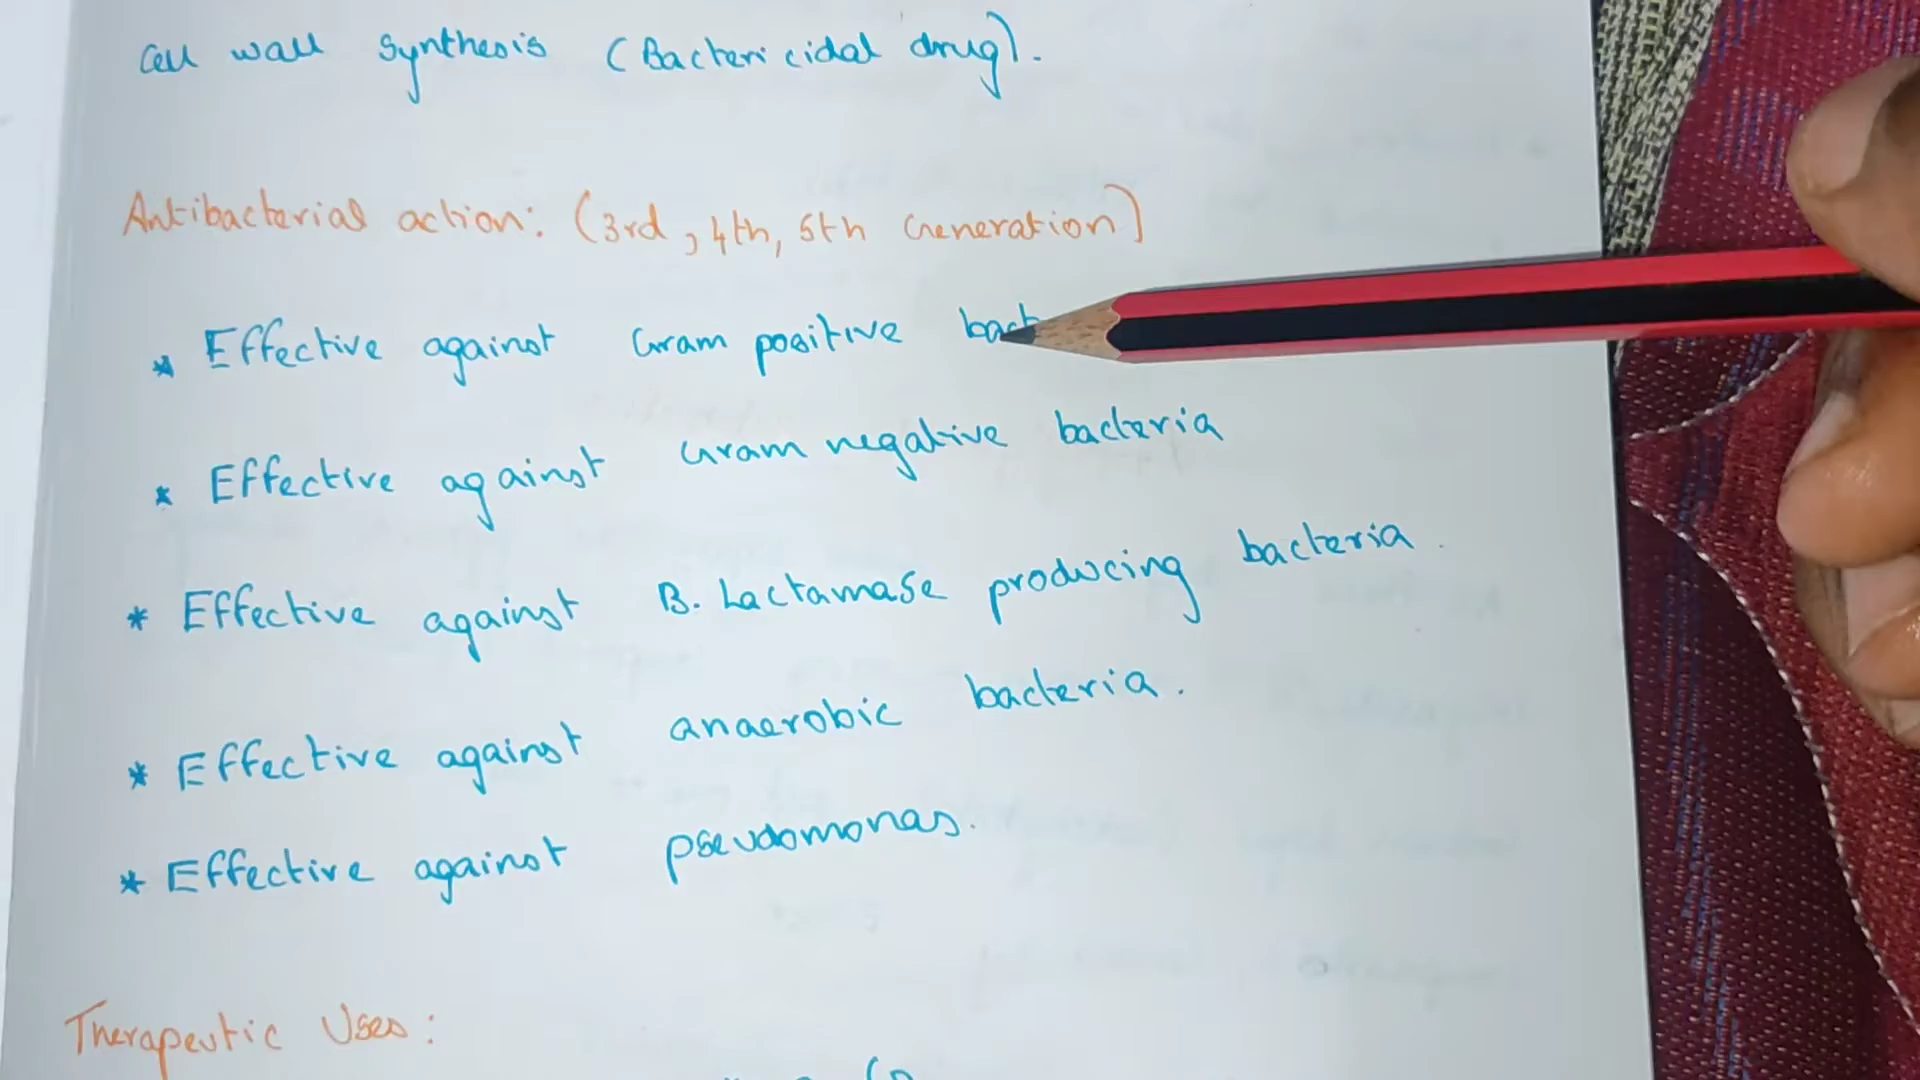 Cell wall synthesis (Bactericidal drug).
Antibacterial action: (3rd, 4th, 5th Generation)
* Effective against Gram positive bact
* Effective against Gram negative bacteria
* Effective against B. Lactamase producing bacteria.
* Effective against anaerobic bacteria.
* Effective against pseudomonas.
Therapeutic Uses: